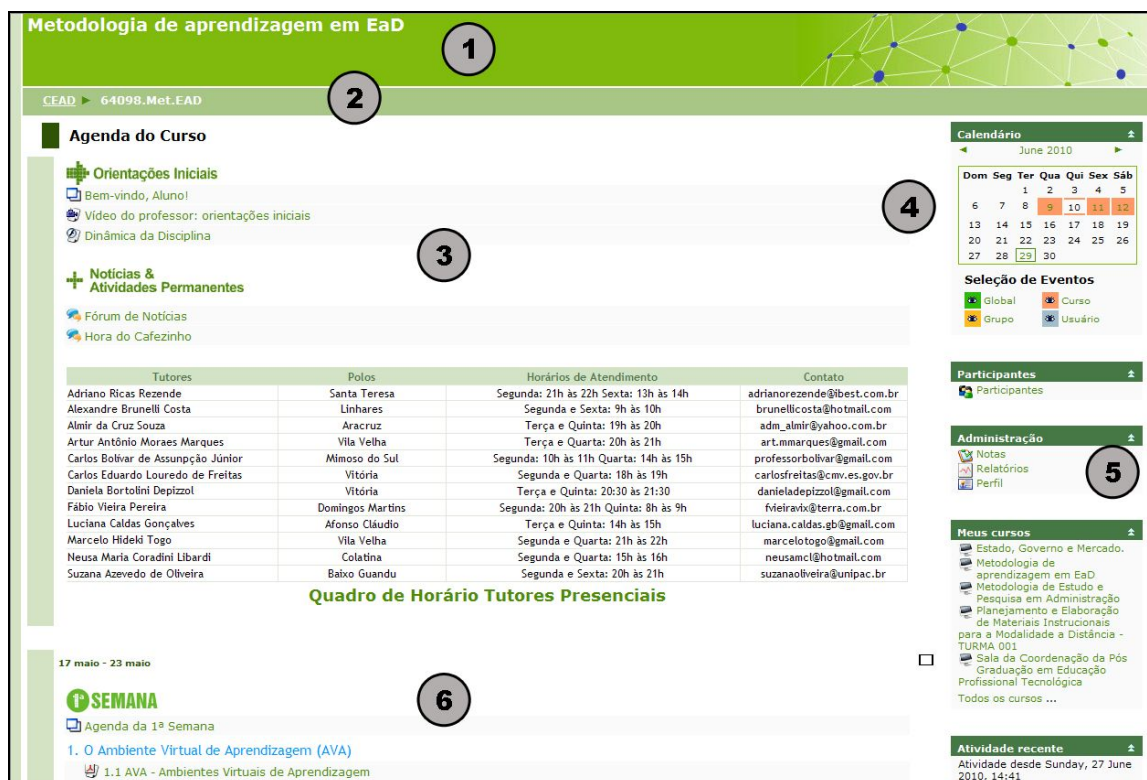 Metodologia de aprendizagem em EaD
1
2
CEAD ► 64098.Met.EAD
Agenda do Curso
Orientações Iniciais
Bem-vindo, Aluno!
Vídeo do professor: orientações iniciais
Dinâmica da Disciplina
3
Notícias &
Atividades Permanentes
Fórum de Notícias
Hora do Cafezinho
Tutores Polos Horários de Atendimento Contato
Adriano Ricas Rezende Santa Teresa Segunda: 21h às 22h Sexta: 13h às 14h adrianorezende@ibest.com.br
Alexandre Brunelli Costa Linhares Segunda e Sexta: 9h às 10h brunellicosta@hotmail.com
Almir da Cruz Souza Aracruz Terça e Quinta: 19h às 20h adm_almir@yahoo.com.br
Artur Antônio Moraes Marques Vila Velha Terça e Quarta: 20h às 21h art.mmarques@gmail.com
Carlos Bolívar de Assunpção Júnior Mimoso do Sul Segunda: 10h às 11h Quarta: 14h às 15h professorbolivar@gmail.com
Carlos Eduardo Louredo de Freitas Vitória Segunda e Quarta: 18h às 19h carlosfreitas@cmv.es.gov.br
Daniela Bortolini Depizzol Vitória Terça e Quinta: 20:30 às 21:30 danieladepizzol@gmail.com
Fábio Vieira Pereira Domingos Martins Segunda: 20h às 21h Quinta: 8h às 9h fvieiravix@terra.com.br
Luciana Caldas Gonçalves Afonso Cláudio Terça e Quinta: 14h às 15h luciana.caldas.gb@gmail.com
Marcelo Hideki Togo Vila Velha Segunda e Quarta: 21h às 22h marcelotogo@gmail.com
Neusa Maria Coradini Libardi Colatina Segunda e Quarta: 15h às 16h neusamcl@hotmail.com
Suzana Azevedo de Oliveira Baixo Guandu Segunda e Sexta: 20h às 21h suzanaoliveira@unipac.br
Quadro de Horário Tutores Presenciais
17 maio - 23 maio
1ª SEMANA
6
Agenda da 1ª Semana
1. O Ambiente Virtual de Aprendizagem (AVA)
1.1 AVA - Ambientes Virtuais de Aprendizagem
4
Calendário
◄ June 2010 ►
Dom Seg Ter Qua Qui Sex Sáb
1 2 3 4 5
6 7 8 9 10 11 12
13 14 15 16 17 18 19
20 21 22 23 24 25 26
27 28 29 30
Seleção de Eventos
Global Curso
Grupo Usuário
Participantes
Participantes
Administração
Notas
Relatórios
Perfil
5
Meus cursos
Estado, Governo e Mercado.
Metodologia de
aprendizagem em EaD
Metodologia de Estudo e
Pesquisa em Administração
Planejamento e Elaboração
de Materiais Instrucionais
para a Modalidade a Distância -
TURMA 001
Sala da Coordenação da Pós
Graduação em Educação
Profissional Tecnológica
Todos os cursos ...
Atividade recente
Atividade desde Sunday, 27 June
2010, 14:41